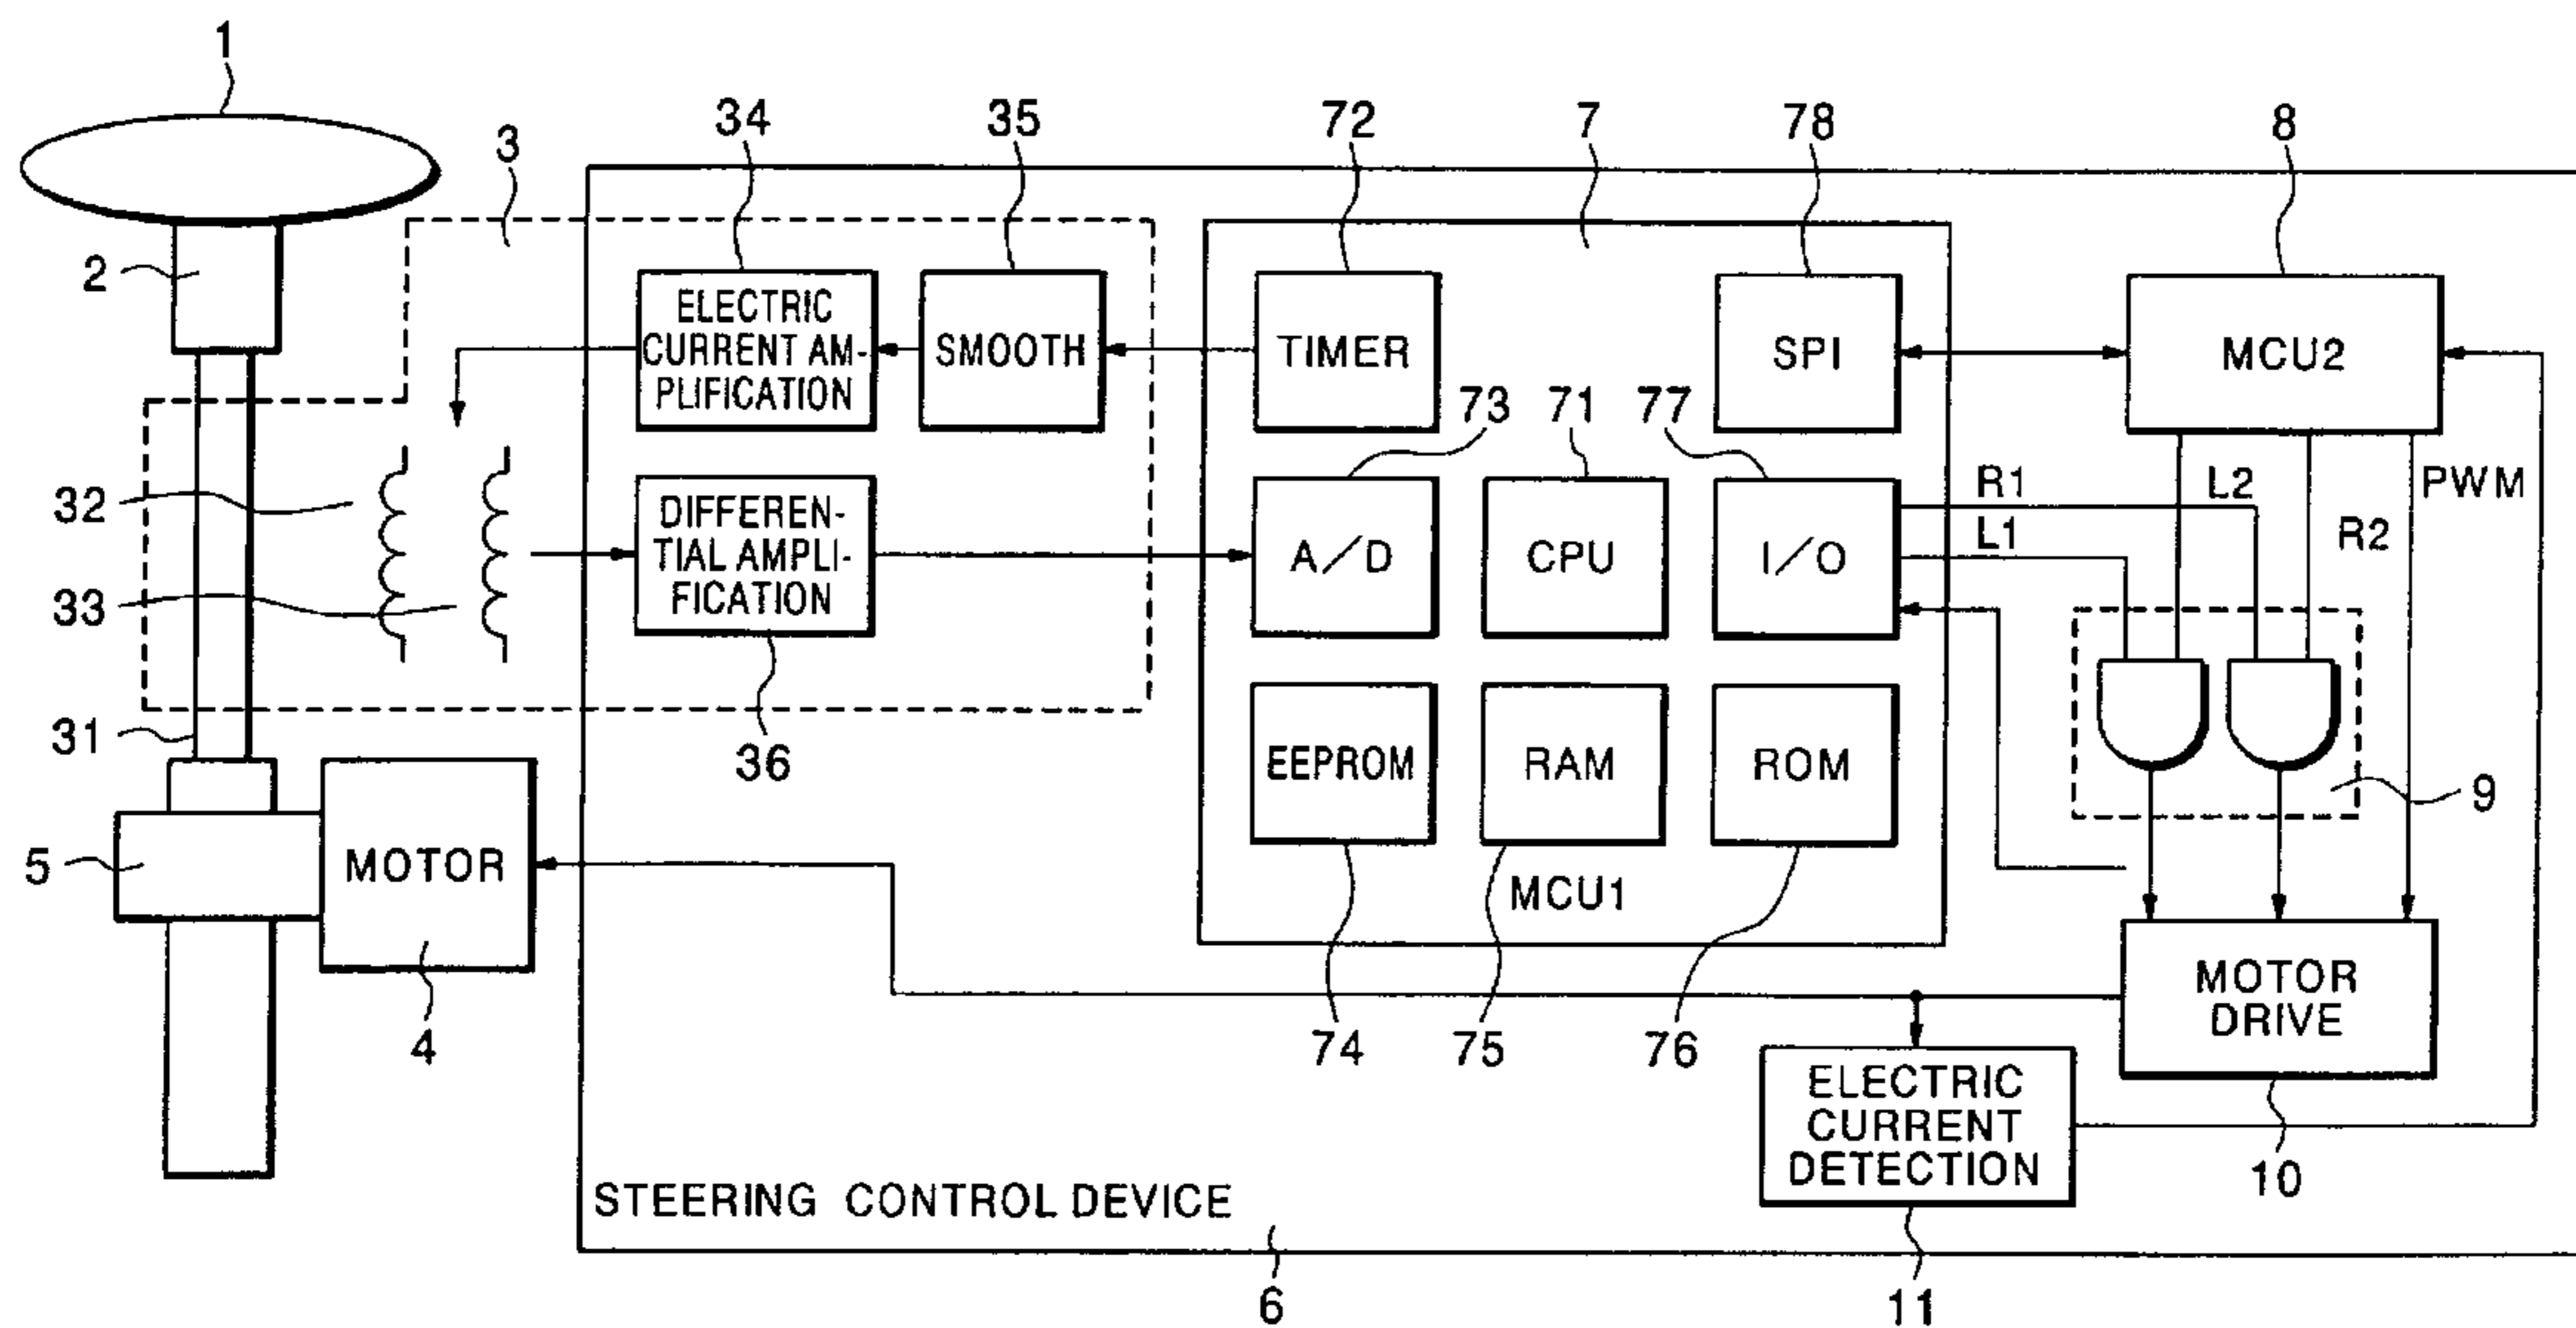 1
3
34
35
72
7
78
8
2
ELECTRIC
CURRENT AM-
PLIFICATION
SMOOTH
TIMER
SPI
MCU2
73
71
77
32
33
DIFFEREN-
TIAL AMPLI-
FICATION
A/D
CPU
I/O
R1
L1
L2
R2
PWM
31
36
EEPROM
RAM
ROM
9
5
MOTOR
MCU1
4
74
75
76
MOTOR
DRIVE
ELECTRIC
CURRENT
DETECTION
10
STEERING CONTROL DEVICE
6
11